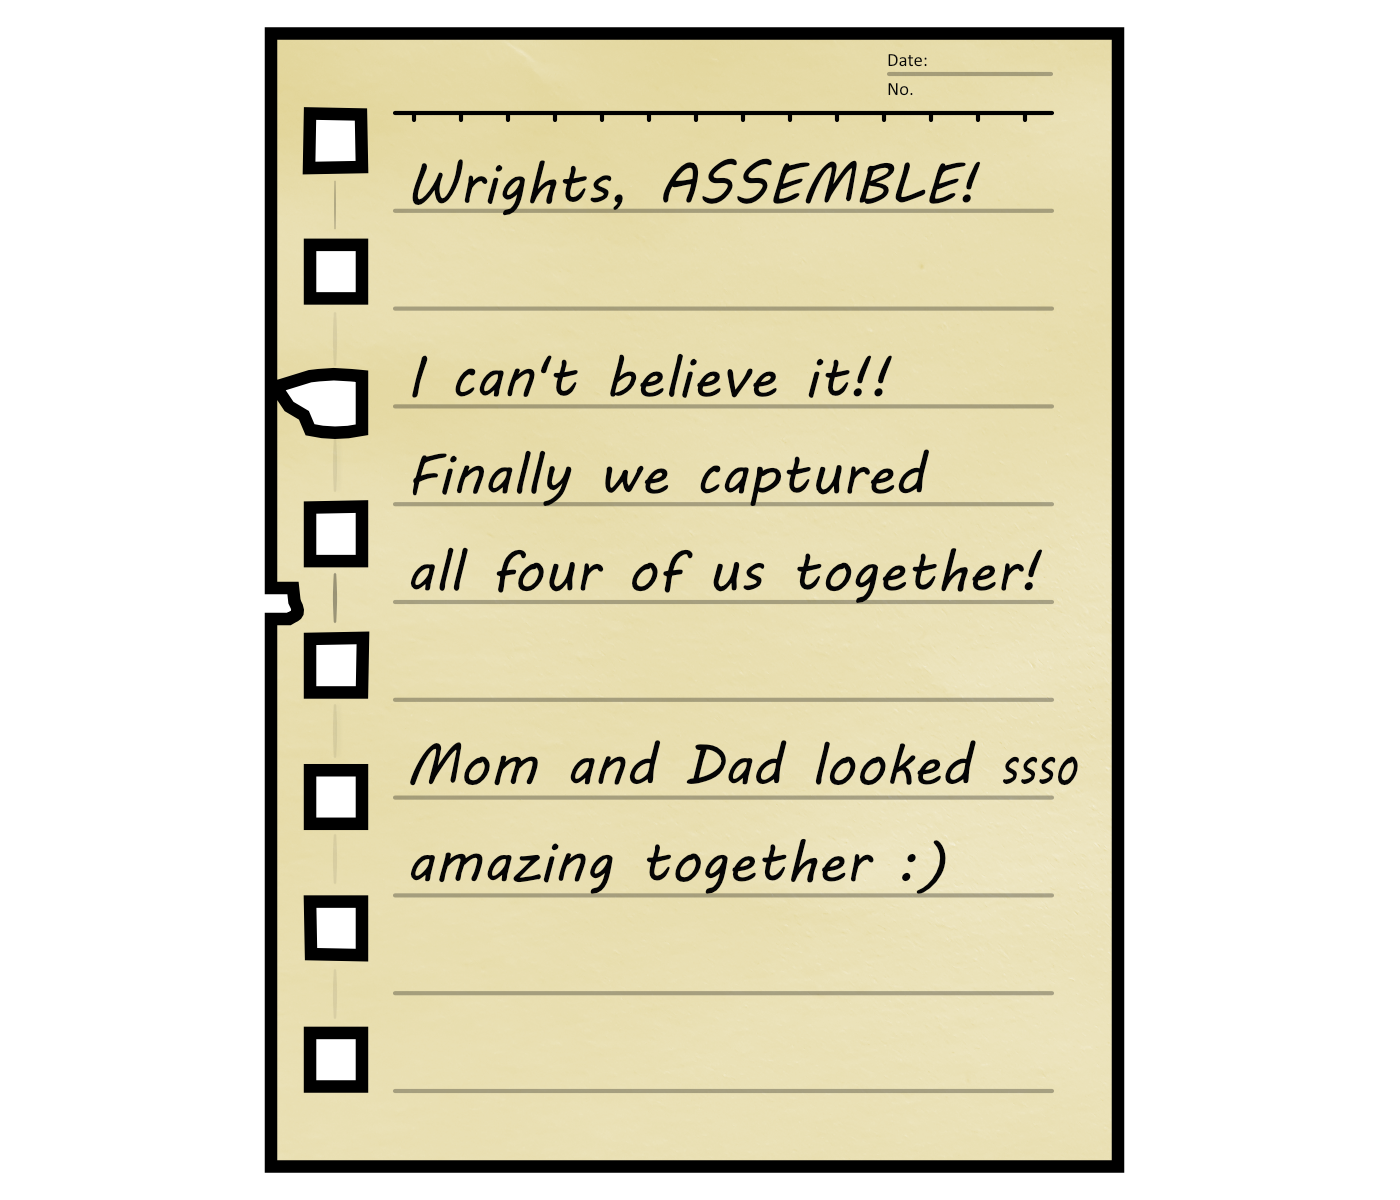 Date:
No.
Wrights, ASSEMBLE!
I can't believe it!!
Finally we captured
all four of us together!
Mom and Dad looked ssso
amazing together :)